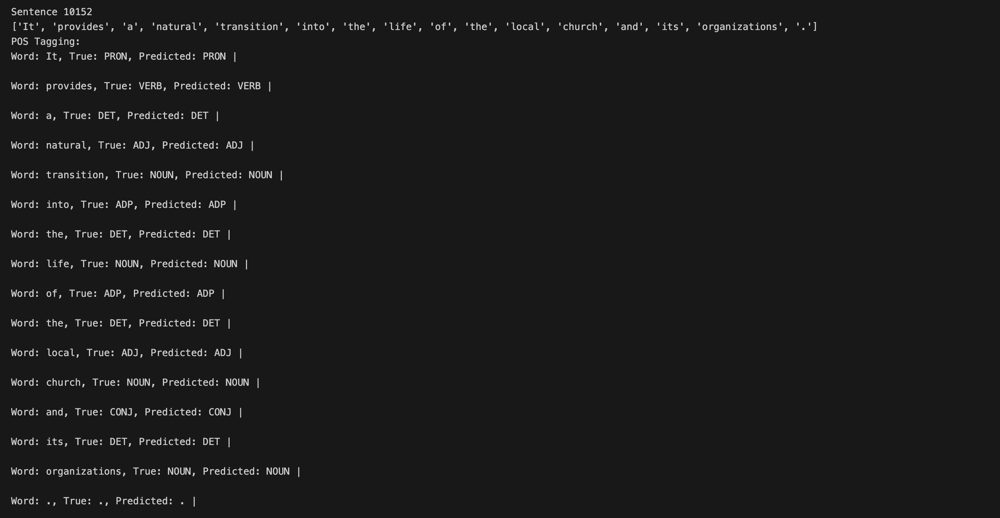 Sentence 10152
['It', 'provides', 'a', 'natural', 'transition', 'into', 'the', 'life', 'of', 'the', 'local', 'church', 'and', 'its', 'organizations', '.']
POS Tagging:
Word: It, True: PRON, Predicted: PRON |
Word: provides, True: VERB, Predicted: VERB |
Word: a, True: DET, Predicted: DET |
Word: natural, True: ADJ, Predicted: ADJ |
Word: transition, True: NOUN, Predicted: NOUN |
Word: into, True: ADP, Predicted: ADP |
Word: the, True: DET, Predicted: DET |
Word: life, True: NOUN, Predicted: NOUN |
Word: of, True: ADP, Predicted: ADP |
Word: the, True: DET, Predicted: DET |
Word: local, True: ADJ, Predicted: ADJ |
Word: church, True: NOUN, Predicted: NOUN |
Word: and, True: CONJ, Predicted: CONJ |
Word: its, True: DET, Predicted: DET |
Word: organizations, True: NOUN, Predicted: NOUN |
Word: ., True: ., Predicted: . |